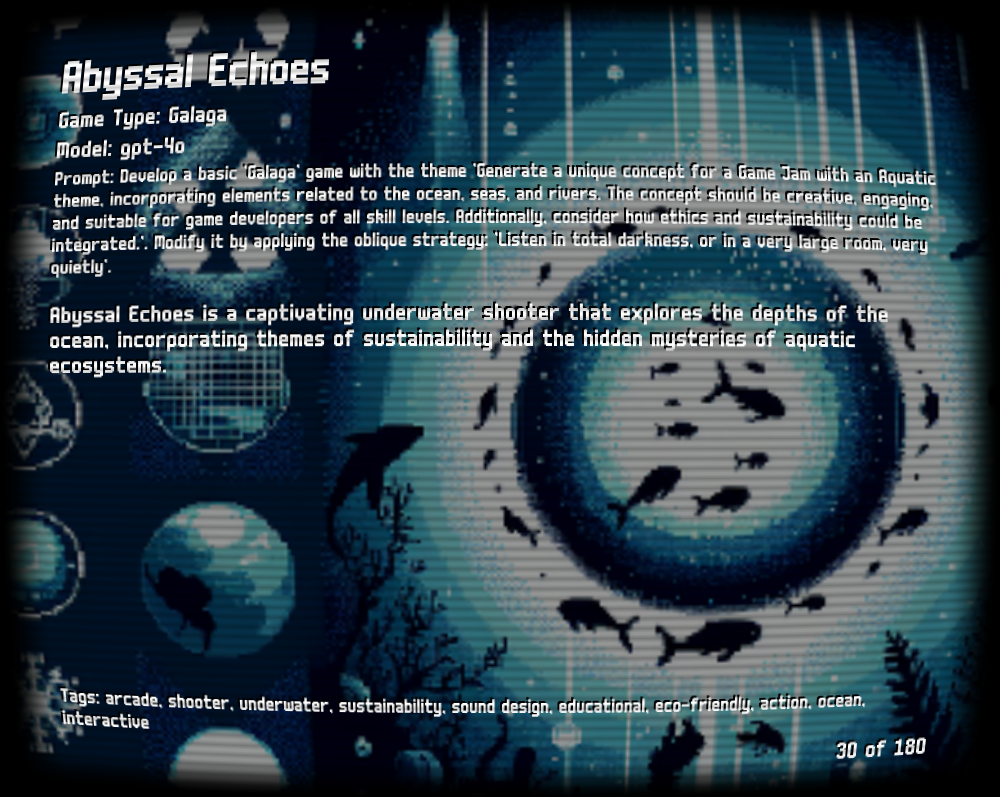 Abyssal Echoes
Game Type: Galaga
Model: gpt-4o
Prompt: Develop a basic 'Galaga' game with the theme 'Generate a unique concept for a Game Jam with an Aquatic
theme, incorporating elements related to the ocean, seas, and rivers. The concept should be creative, engaging,
and suitable for game developers of all skill levels. Additionally, consider how ethics and sustainability could be
integrated.'. Modify it by applying the oblique strategy: 'Listen in total darkness, or in a very large room, very
quietly'.
Abyssal Echoes is a captivating underwater shooter that explores the depths of the
ocean, incorporating themes of sustainability and the hidden mysteries of aquatic
ecosystems.
Tags: arcade, shooter, underwater, sustainability, sound design, educational, eco-friendly, action, ocean,
interactive
30 of 180